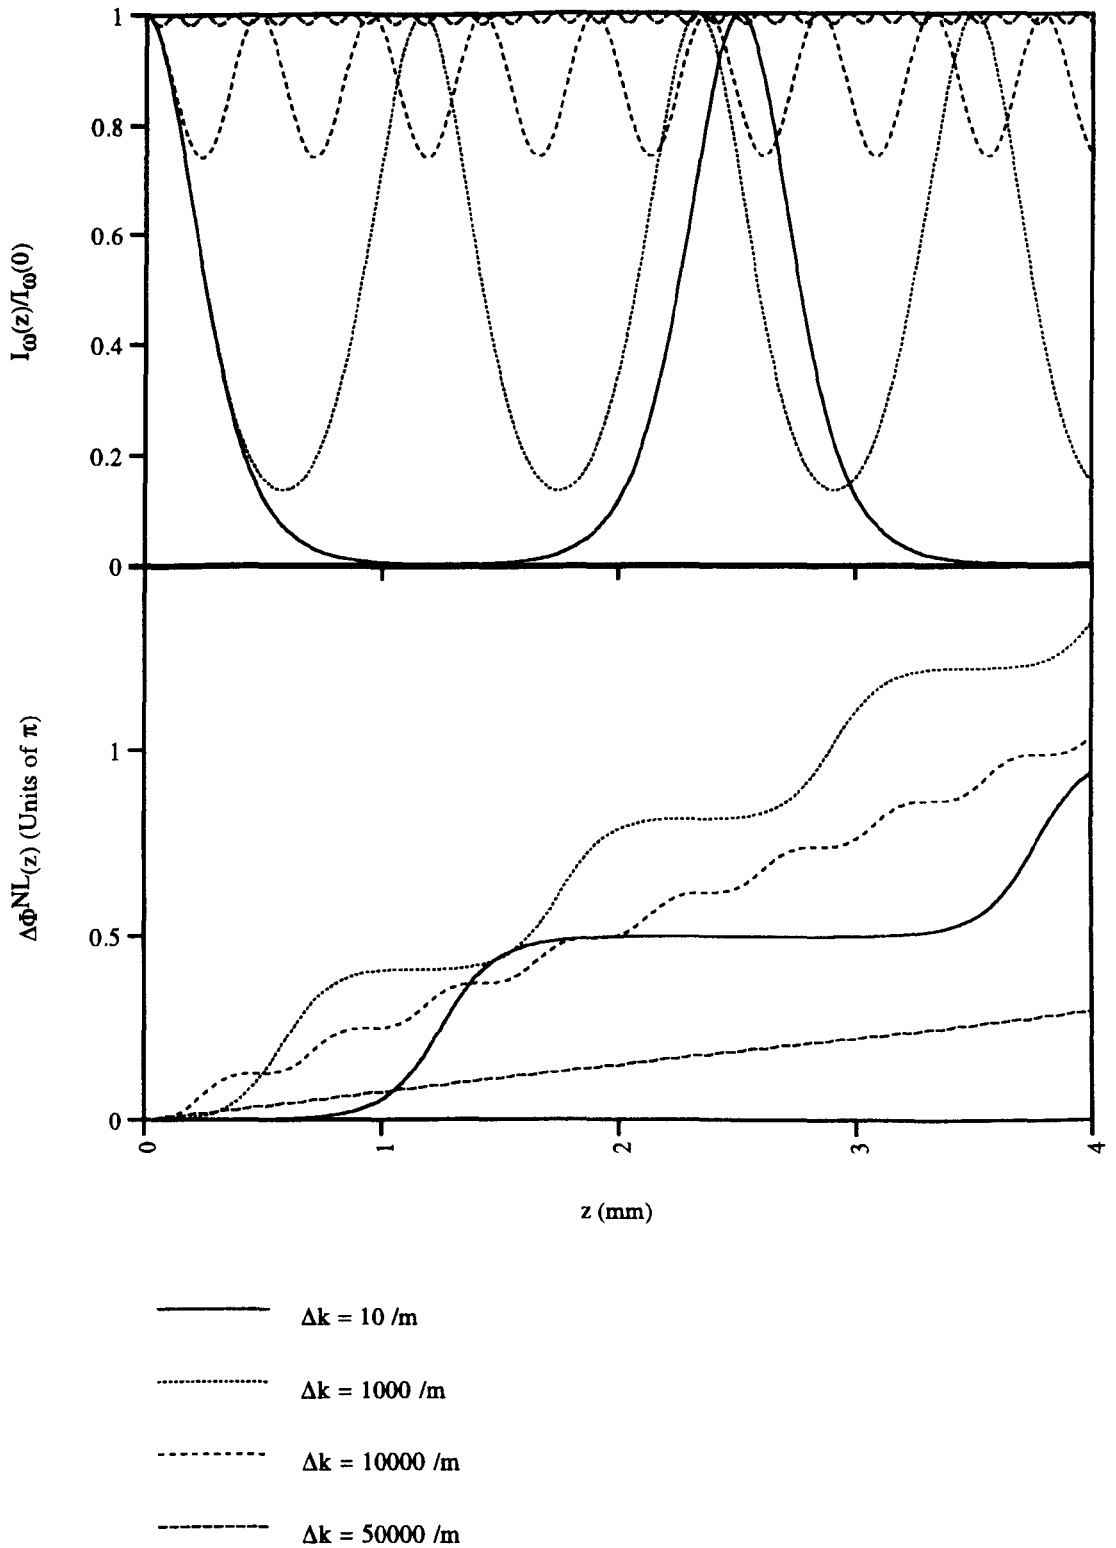 1
0.8
0.6
0.4
0.2
0
Iω(z)/Iω(0)
1
0.5
0
ΔΦNL(z) (Units of π)
0
1
2
3
4
z (mm)
Δk = 10 /m
Δk = 1000 /m
Δk = 10000 /m
Δk = 50000 /m